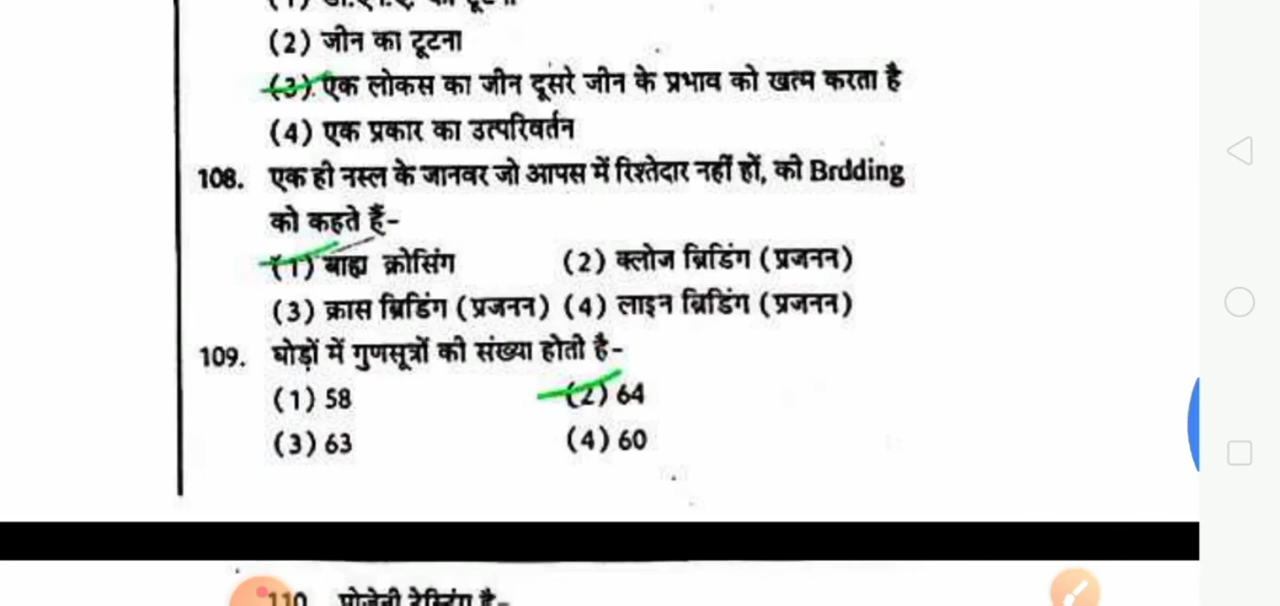 (2) जीन का टूटना
(3) एक लोकस का जीन दूसरे जीन के प्रभाव को खत्म करता है
(4) एक प्रकार का उत्परिवर्तन
108. एक ही नस्ल के जानवर जो आपस में रिश्तेदार नहीं हों, को Brdding
को कहते हैं-
(1) बाह्य क्रोसिंग (2) क्लोज ब्रिडिंग (प्रजनन)
(3) क्रास ब्रिडिंग (प्रजनन) (4) लाइन ब्रिडिंग (प्रजनन)
109. घोड़ों में गुणसूत्रों की संख्या होती है-
(1) 58 (2) 64
(3) 63 (4) 60
110